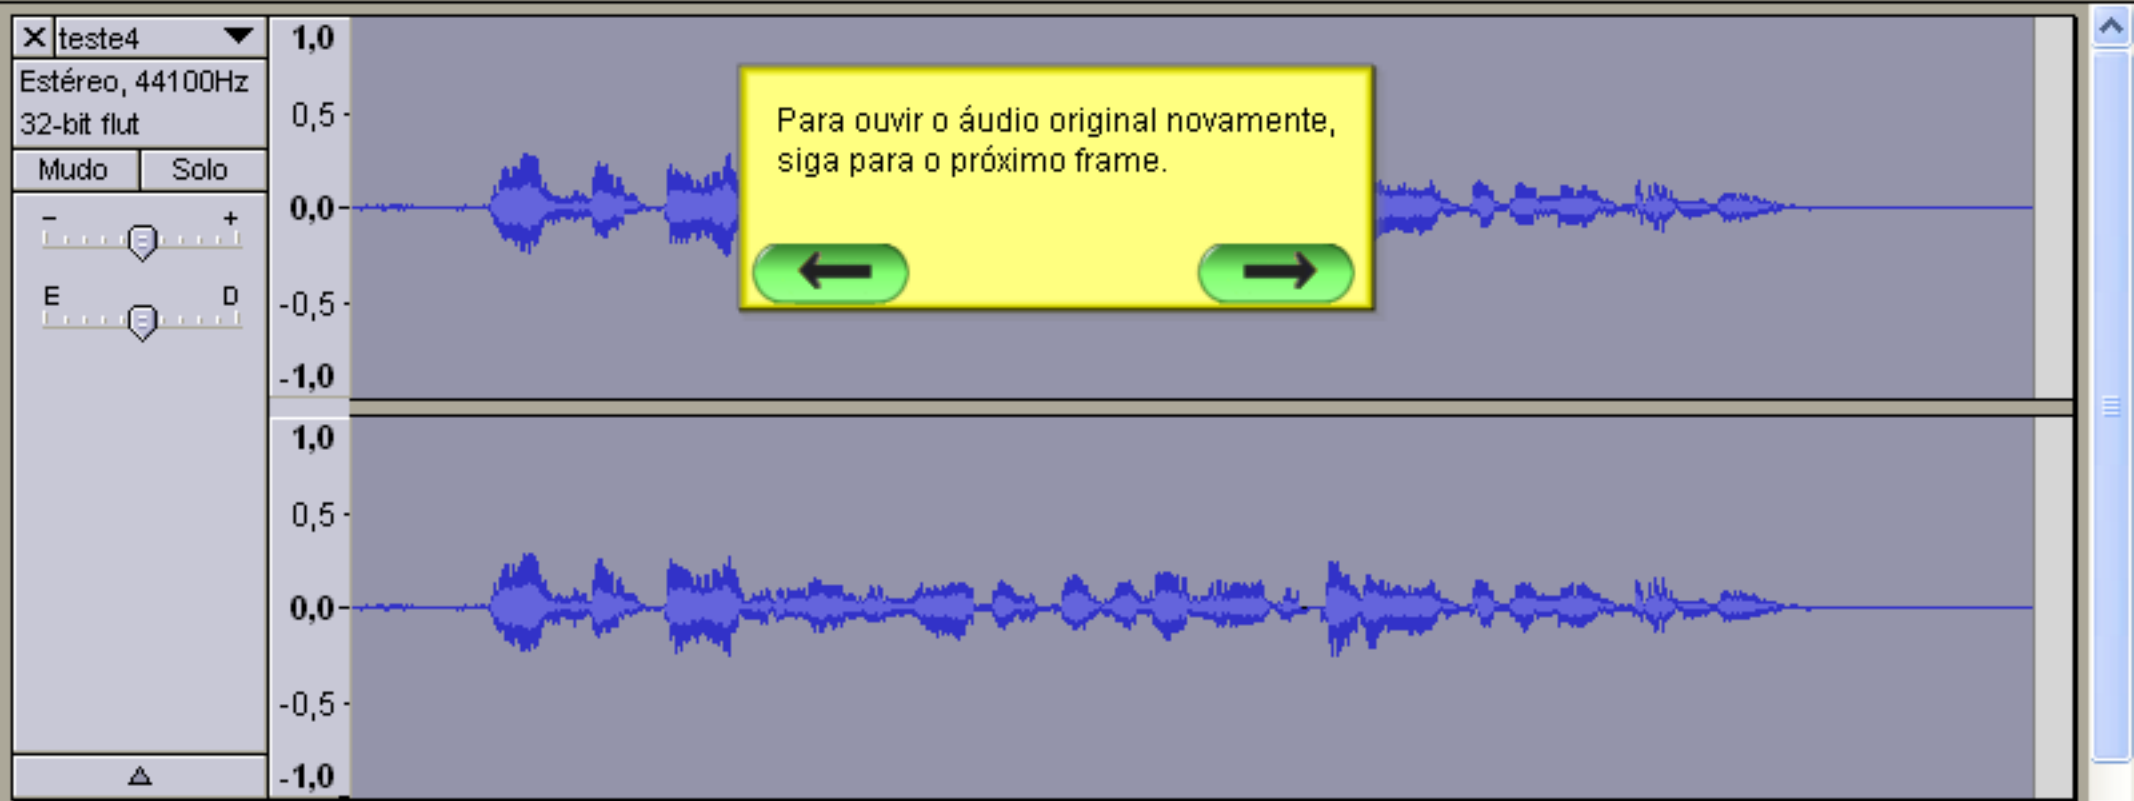 teste4
Estéreo, 44100Hz
32-bit flut
Mudo Solo
- +
E D
1,0
0,5
0,0
-0,5
-1,0
Para ouvir o áudio original novamente,
siga para o próximo frame.
1,0
0,5
0,0
-0,5
-1,0